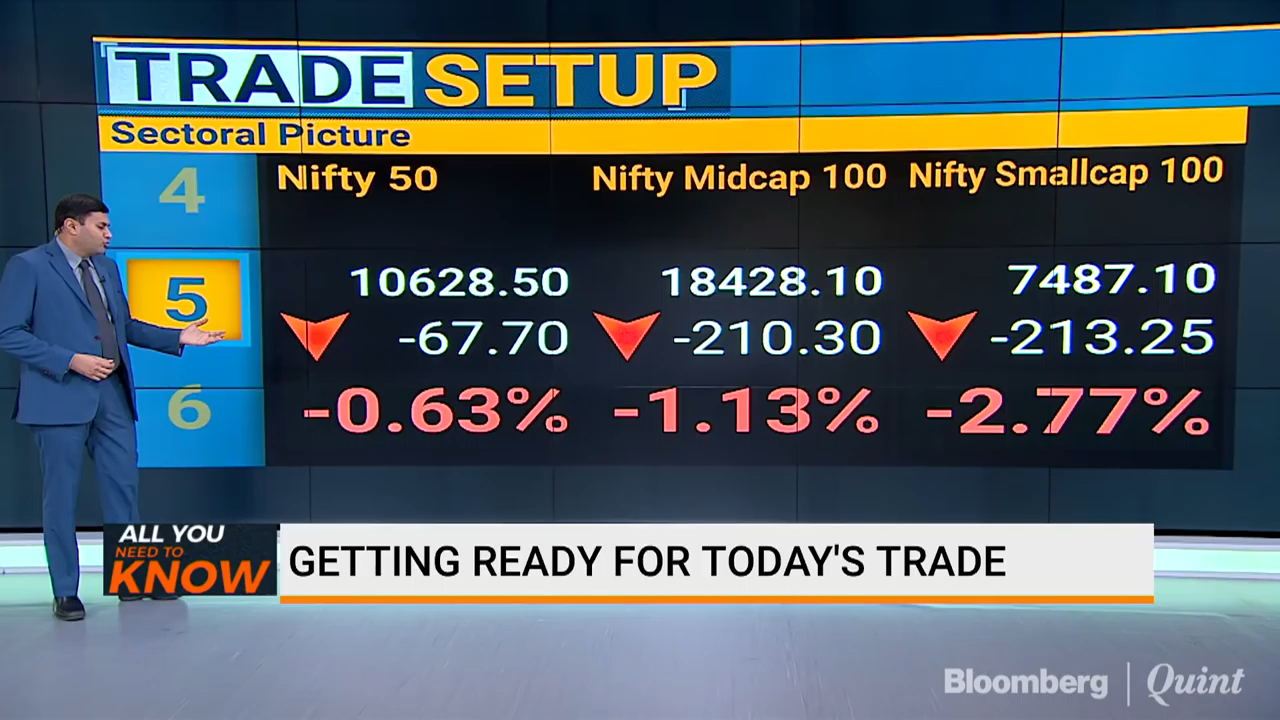 TRADE SETUP
Sectoral Picture
4
5
6
Nifty 50 Nifty Midcap 100 Nifty Smallcap 100
10628.50 18428.10 7487.10
-67.70 -210.30 -213.25
-0.63% -1.13% -2.77%
ALL YOU
NEED TO
KNOW
GETTING READY FOR TODAY'S TRADE
Bloomberg | Quint